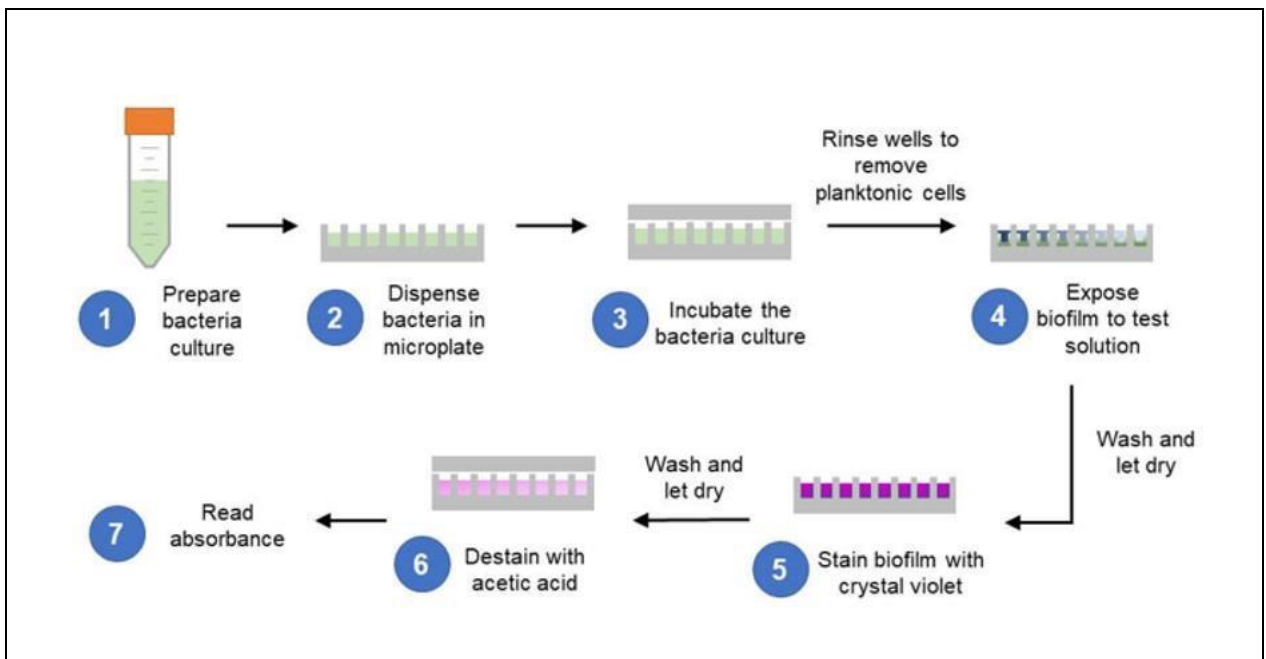 1
Prepare
bacteria
culture
2
Dispense
bacteria in
microplate
3
Incubate the
bacteria culture
Rinse wells to
remove
planktonic cells
4
Expose
biofilm to test
solution
Wash and
let dry
5
Stain biofilm with
crystal violet
Wash and
let dry
6
Destain with
acetic acid
7
Read
absorbance